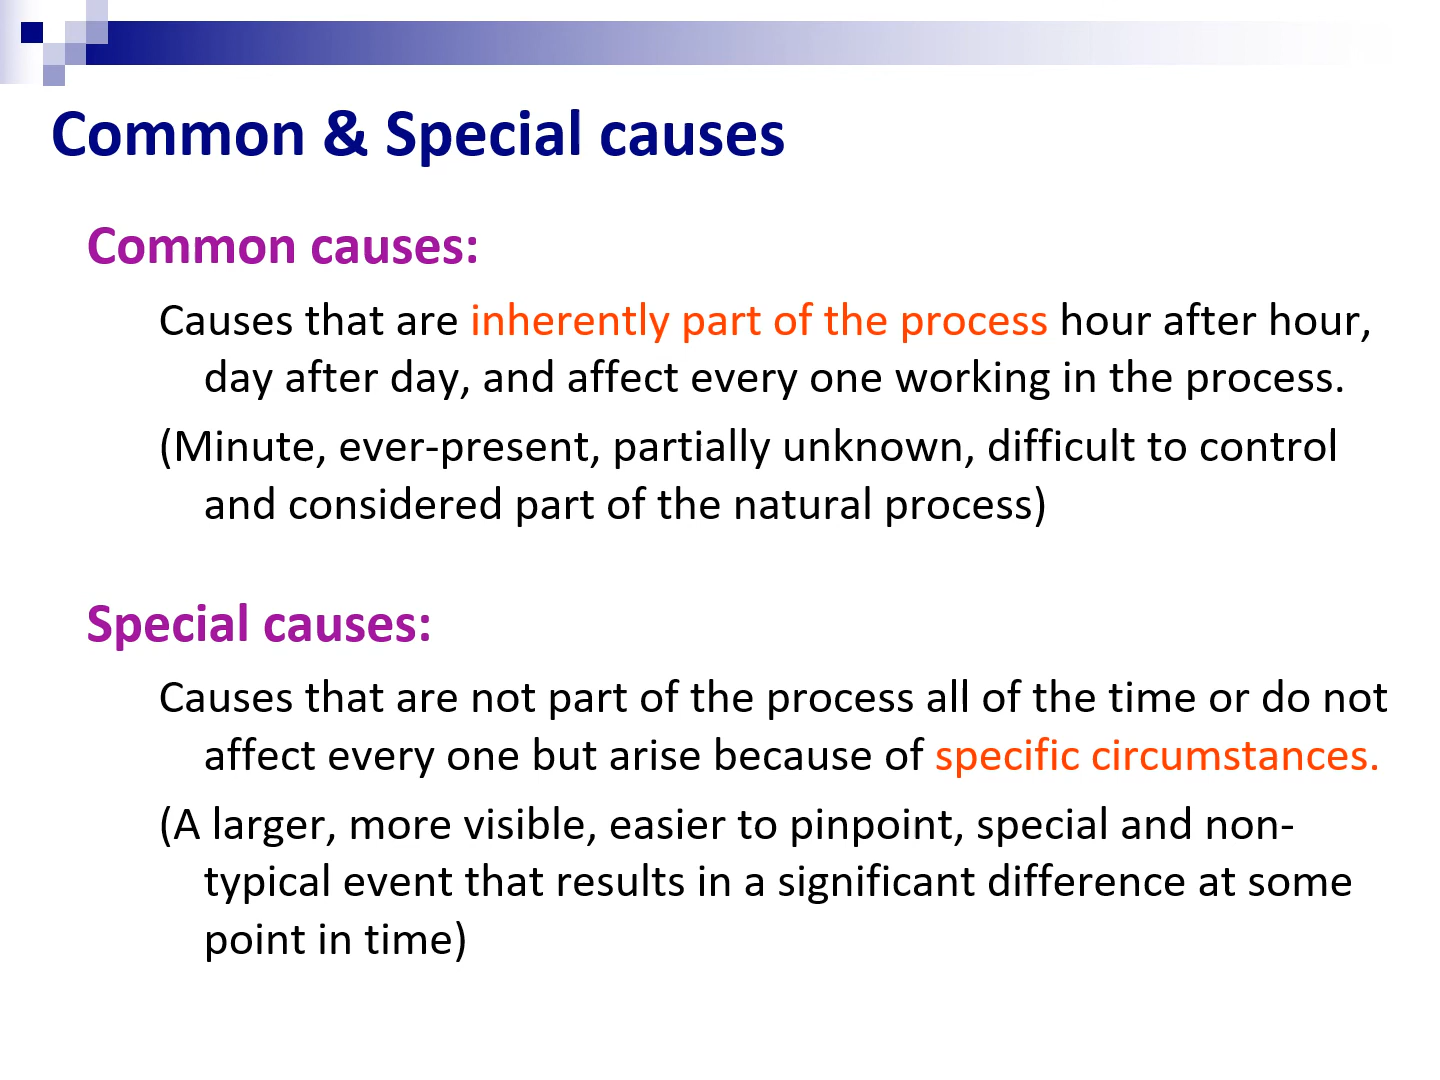 Common & Special causes
Common causes:
Causes that are inherently part of the process hour after hour,
day after day, and affect every one working in the process.
(Minute, ever-present, partially unknown, difficult to control
and considered part of the natural process)
Special causes:
Causes that are not part of the process all of the time or do not
affect every one but arise because of specific circumstances.
(A larger, more visible, easier to pinpoint, special and non-
typical event that results in a significant difference at some
point in time)